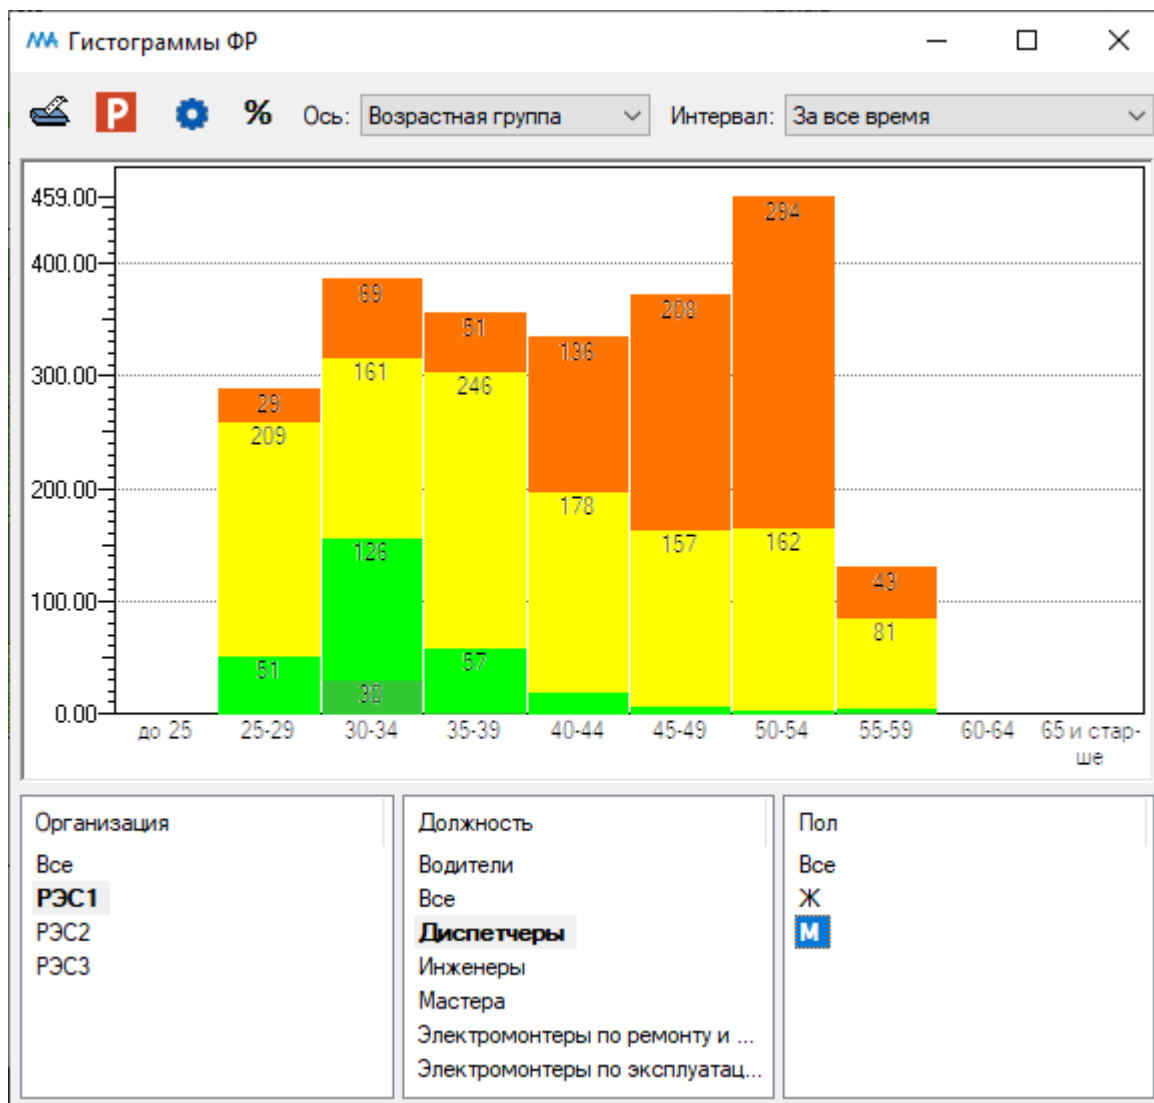 Гистограммы ФР
P % Ось: Возрастная группа Интервал: За все время
459.00
400.00
300.00
200.00
100.00
0.00
29
209
51
69
161
126
30
51
246
57
136
178
208
157
294
162
43
81
до 25 25-29 30-34 35-39 40-44 45-49 50-54 55-59 60-64 65 и стар-
ше
Организация
Все
РЭС1
РЭС2
РЭС3
Должность
Водители
Все
Диспетчеры
Инженеры
Мастера
Электромонтеры по ремонту и ...
Электромонтеры по эксплуатац...
Пол
Все
Ж
М